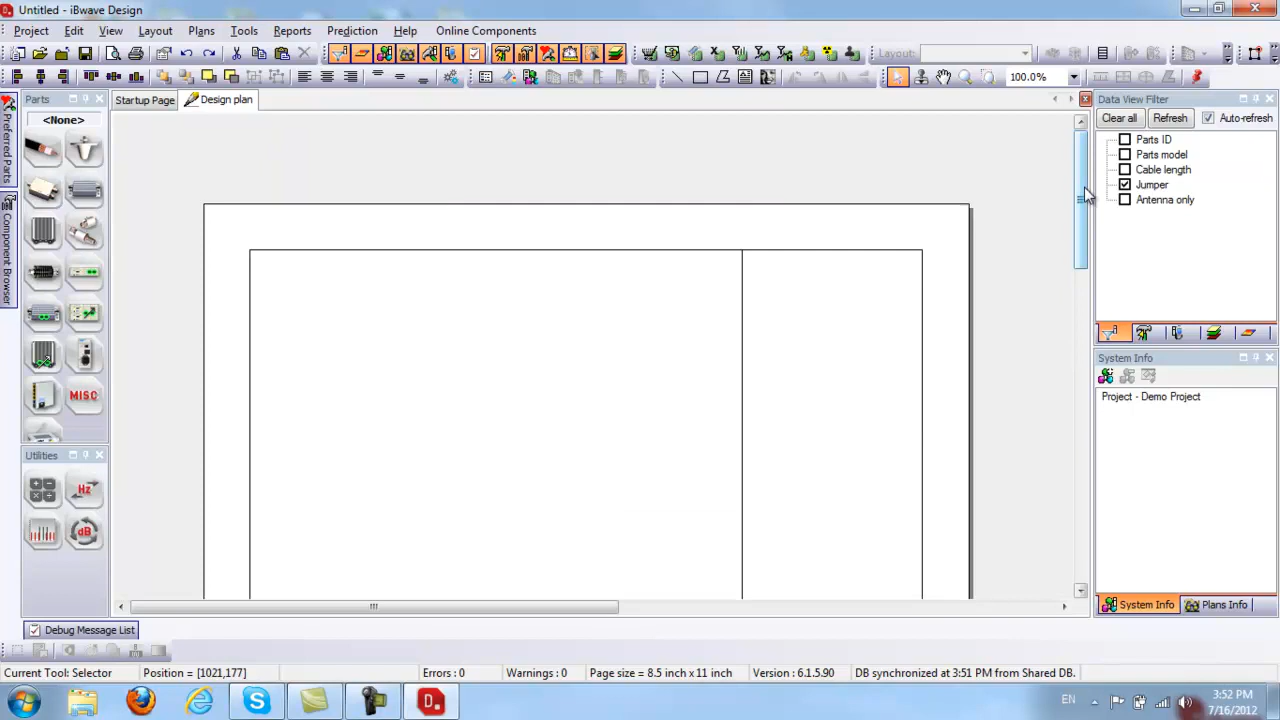 Untitled - iBwave Design
Project Edit View Layout Plans Tools Reports Prediction Help Online Components
Layout:
100.0%
Parts
<None>
Startup Page Design plan
Data View Filter
Clear all Refresh Auto-refresh
Parts ID
Parts model
Cable length
Jumper
Antenna only
Preferred Parts
Component Browser
MISC
System Info
Project - Demo Project
Utilities
Hz
dB
System Info Plans Info
Debug Message List
Current Tool: Selector Position = [1021,177] Errors : 0 Warnings : 0 Page size = 8.5 inch x 11 inch Version : 6.1.5.90 DB synchronized at 3:51 PM from Shared DB.
EN
3:52 PM
7/16/2012